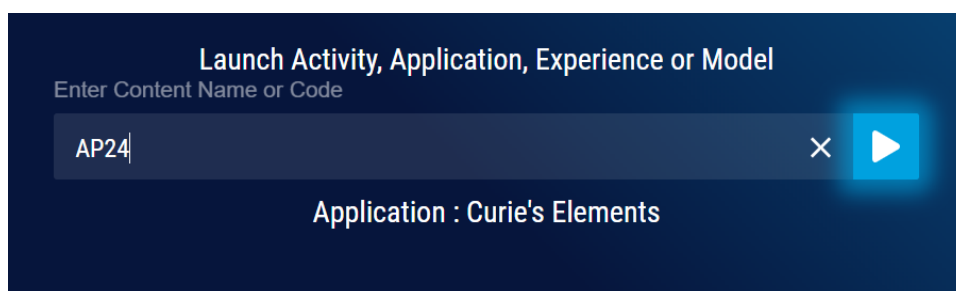 Launch Activity, Application, Experience or Model
Enter Content Name or Code
AP24
Application : Curie's Elements